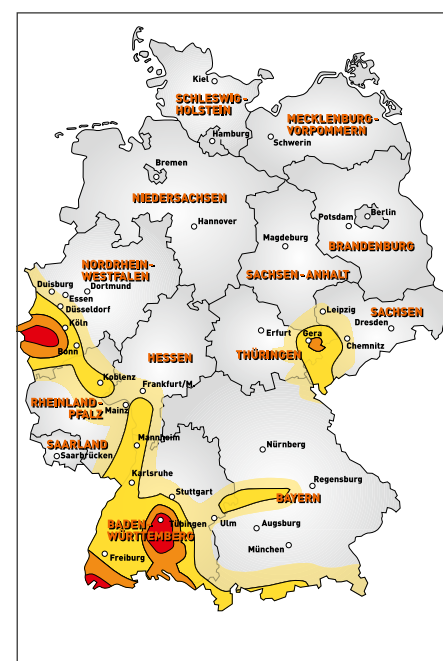 Kiel
SCHLESWIG-
HOLSTEIN
MECKLENBURG-
VORPOMMERN
Hamburg
Schwerin
Bremen
NIEDERSACHSEN
Hannover
Potsdam
Berlin
Magdeburg
BRANDENBURG
NORDRHEIN-
WESTFALEN
SACHSEN-ANHALT
Duisburg
Dortmund
Essen
Düsseldorf
Köln
Bonn
Leipzig
SACHSEN
Dresden
Erfurt
Gera
Chemnitz
THÜRINGEN
HESSEN
Koblenz
Frankfurt/M.
RHEINLAND-
PFALZ
Mainz
SAARLAND
Saarbrücken
Mannheim
Nürnberg
Karlsruhe
Regensburg
Stuttgart
BAYERN
BADEN-
WÜRTTEMBERG
Tübingen
Ulm
Augsburg
München
Freiburg